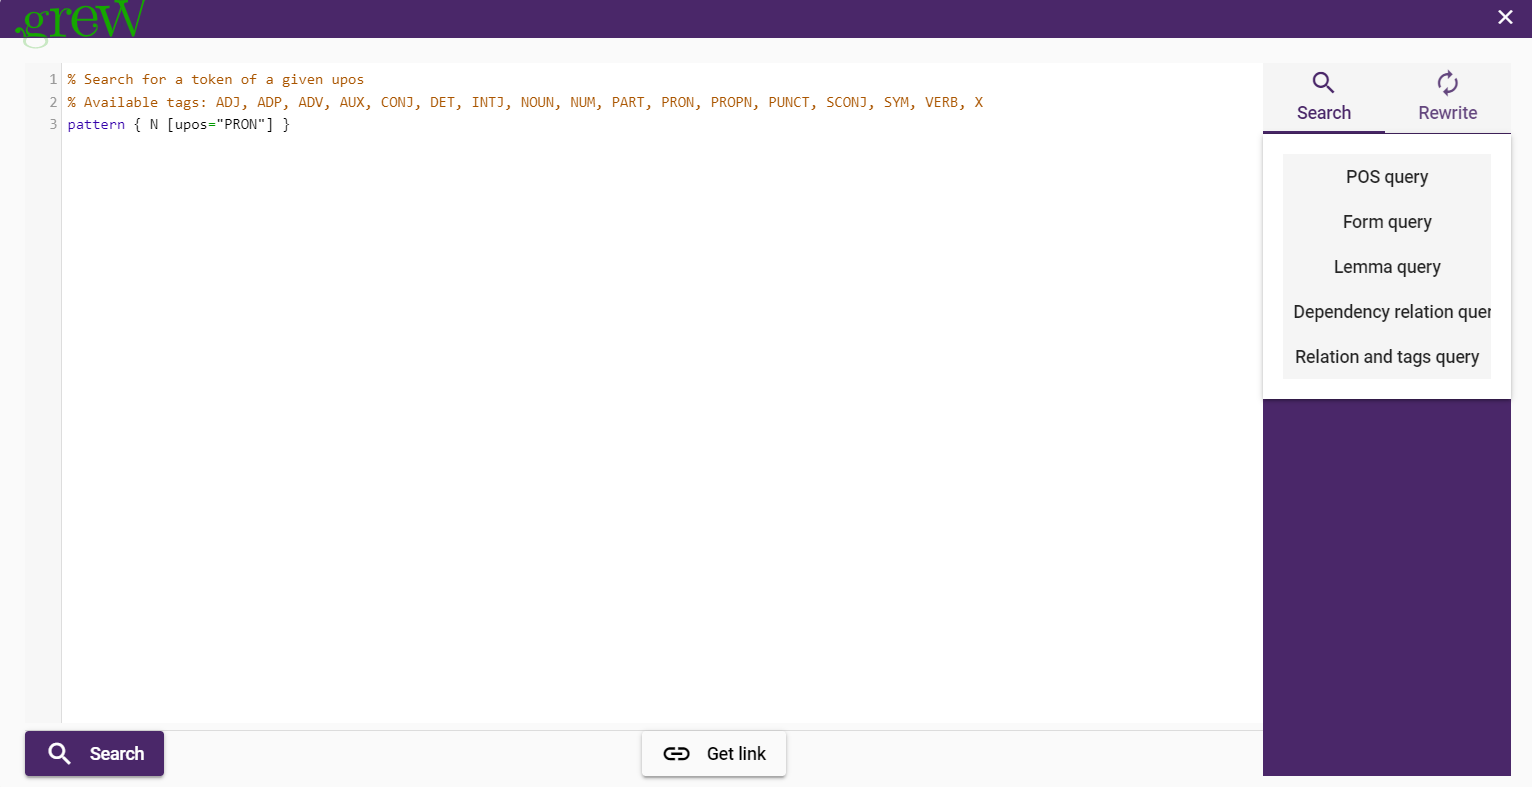 .grew
1 % Search for a token of a given upos
2 % Available tags: ADJ, ADP, ADV, AUX, CONJ, DET, INTJ, NOUN, NUM, PART, PRON, PROPN, PUNCT, SCONJ, SYM, VERB, X
3 pattern { N [upos="PRON"] }
Search
Rewrite
POS query
Form query
Lemma query
Dependency relation quer
Relation and tags query
Search
Get link